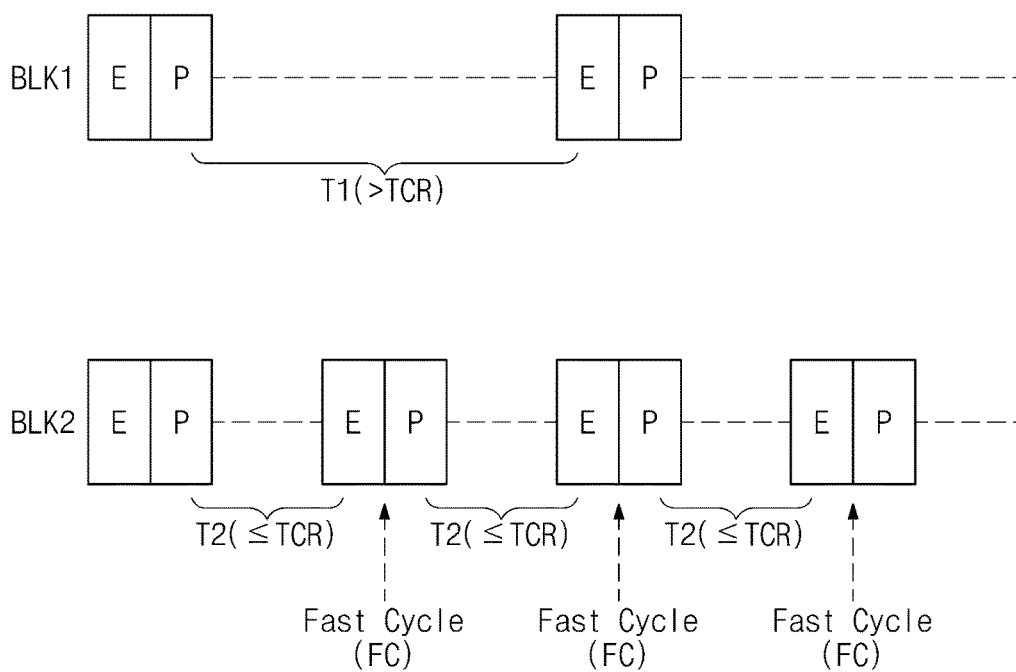 BLK1 E P E P
T1(>TCR)
BLK2 E P E P E P E P
T2(≤TCR) T2(≤TCR) T2(≤TCR)
Fast Cycle Fast Cycle Fast Cycle
(FC) (FC) (FC)